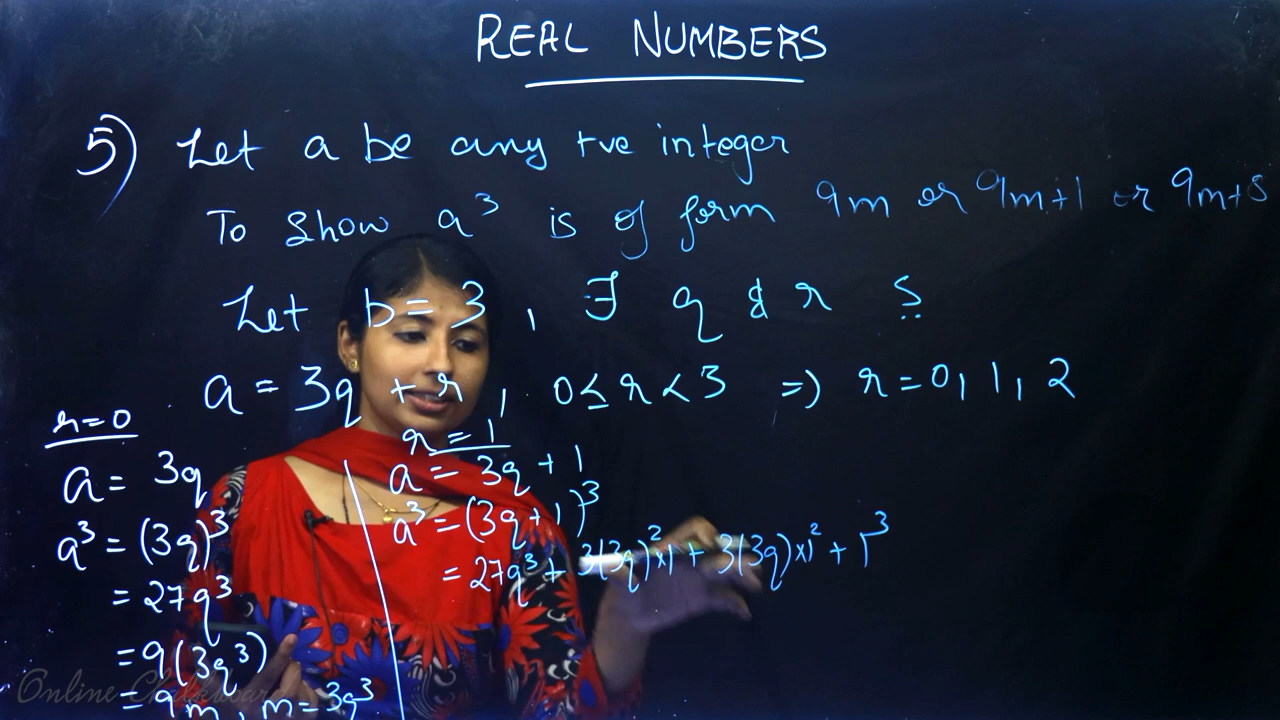 REAL NUMBERS
5) Let a be any +ve integer
To show a³ is of form 9m or 9m+1 or 9m+8
Let b = 3, ∃ q & r ∋
a = 3q + r, 0 ≤ r < 3 => r = 0, 1, 2
r = 0
a = 3q
a³ = (3q)³
= 27q³
= 9(3q³)
= 9m, m = 3q³
r = 1
a = 3q + 1
a³ = (3q + 1)³
= 27q³ + 3(3q)²×1 + 3(3q)×1² + 1³
Online Chalkboard